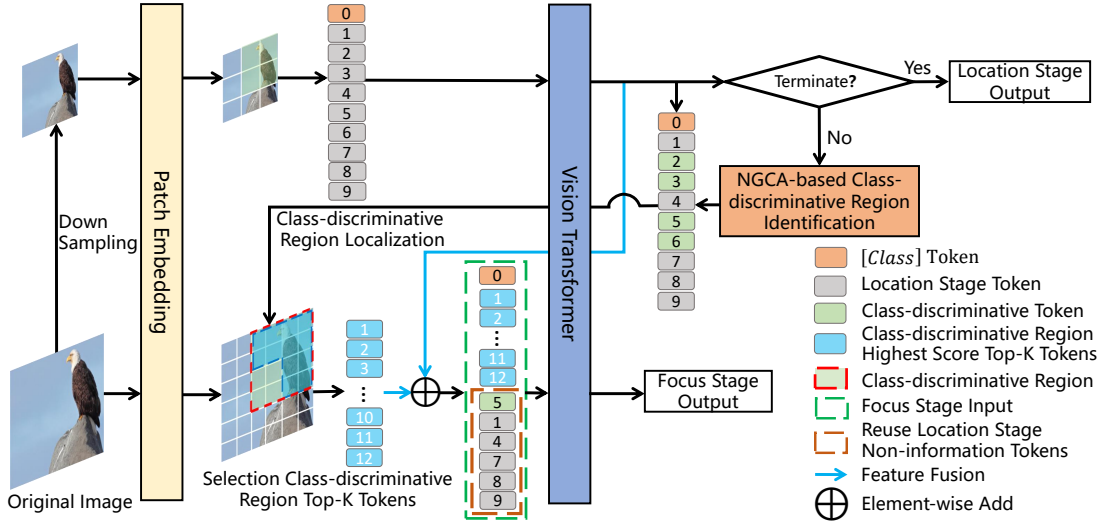 0
1
2
3
4
5
6
7
8
9
Terminate?
Yes
Location Stage
Output
No
0
1
2
3
4
5
6
7
8
9
NGCA-based Class-
discriminative Region
Identification
Down
Sampling
Patch Embedding
Vision Transformer
Class-discriminative
Region Localization
[Class] Token
Location Stage Token
Class-discriminative Token
Class-discriminative Region
Highest Score Top-K Tokens
Class-discriminative Region
Focus Stage Input
Reuse Location Stage
Non-information Tokens
Feature Fusion
Element-wise Add
1
2
3
⋮
10
11
12
0
1
2
⋮
11
12
5
1
4
7
8
9
Focus Stage
Output
Original Image
Selection Class-discriminative
Region Top-K Tokens